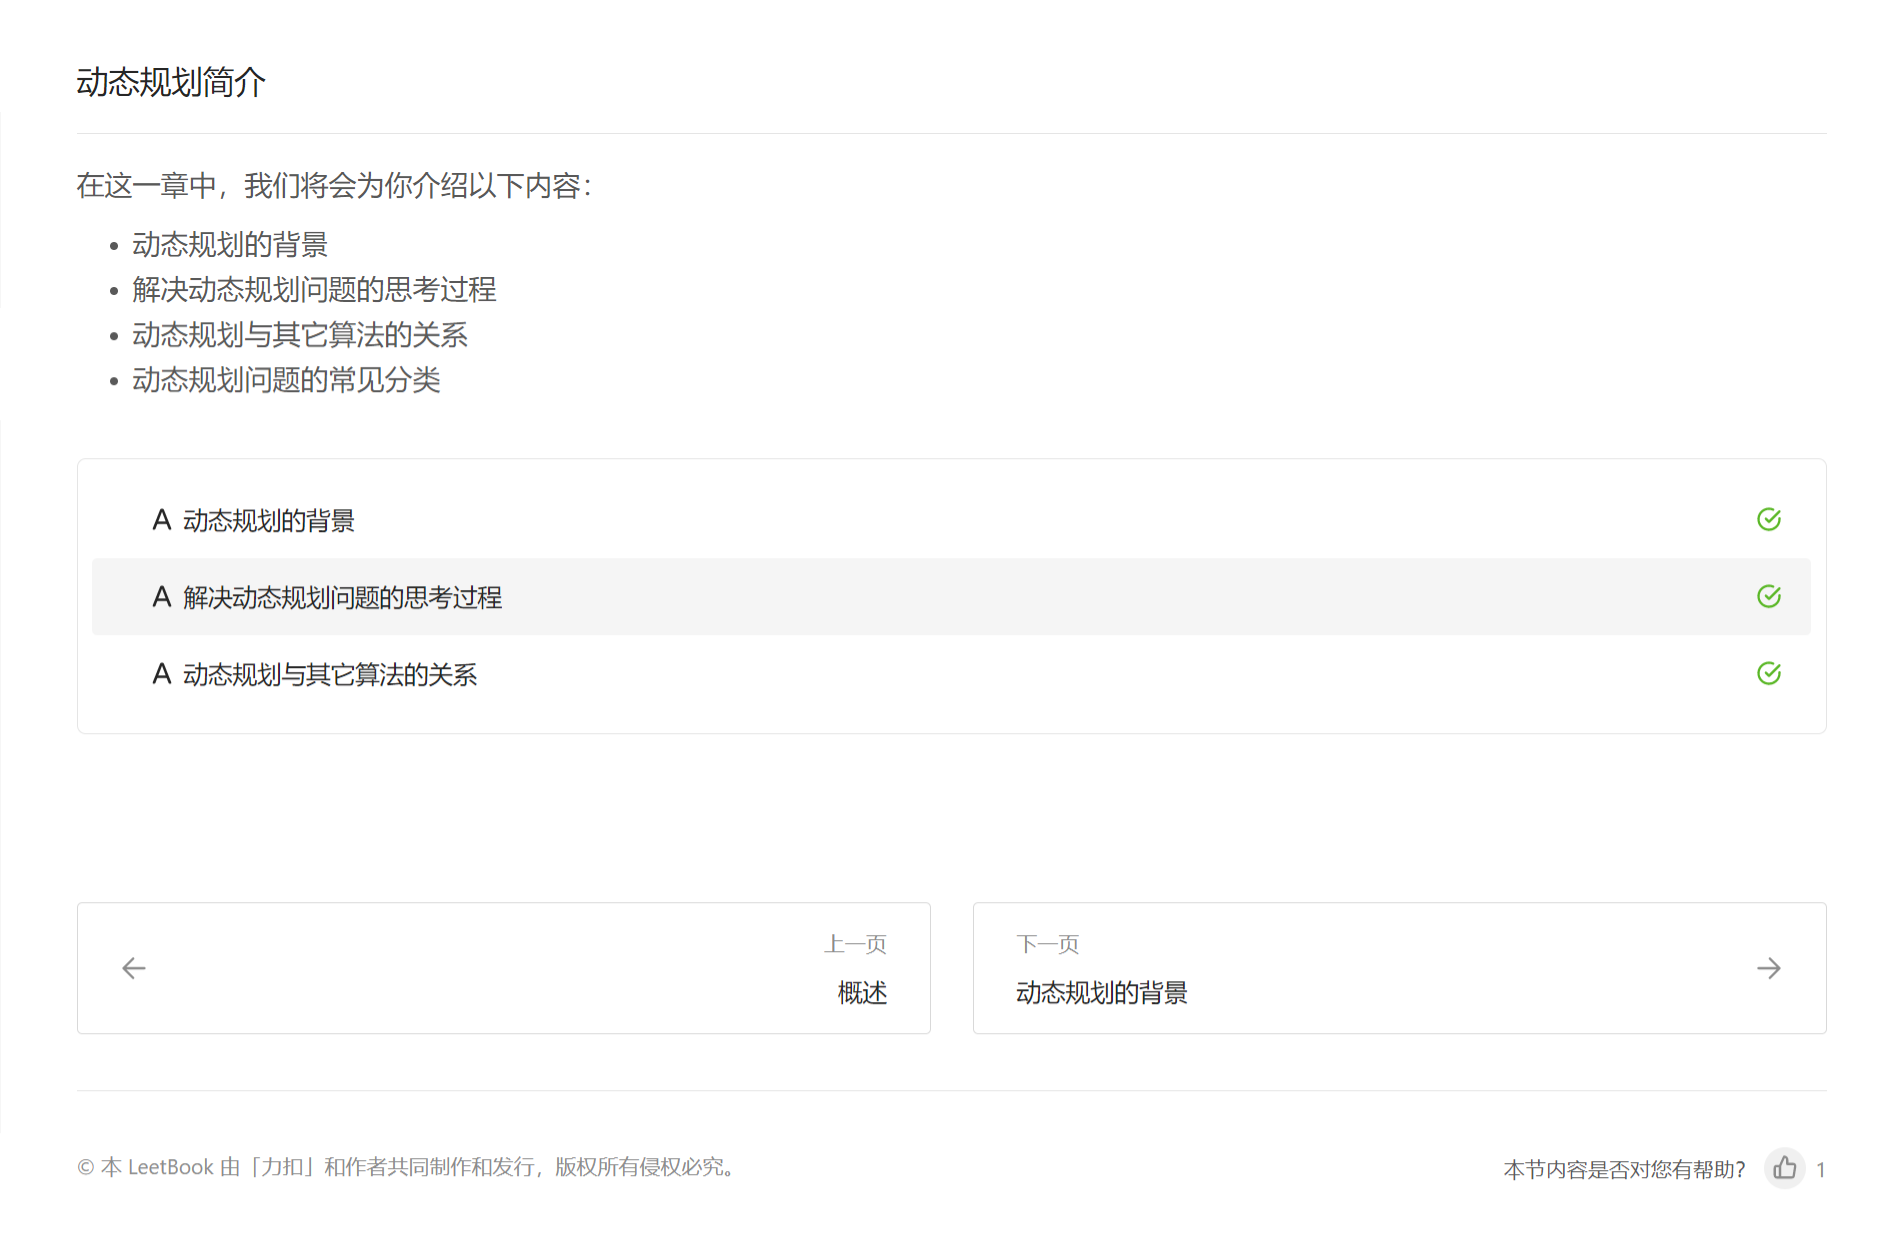 动态规划简介
在这一章中，我们将会为你介绍以下内容：
• 动态规划的背景
• 解决动态规划问题的思考过程
• 动态规划与其它算法的关系
• 动态规划问题的常见分类
A 动态规划的背景
A 解决动态规划问题的思考过程
A 动态规划与其它算法的关系
上一页
概述
下一页
动态规划的背景
© 本 LeetBook 由「力扣」和作者共同制作和发行，版权所有侵权必究。
本节内容是否对您有帮助？ 1